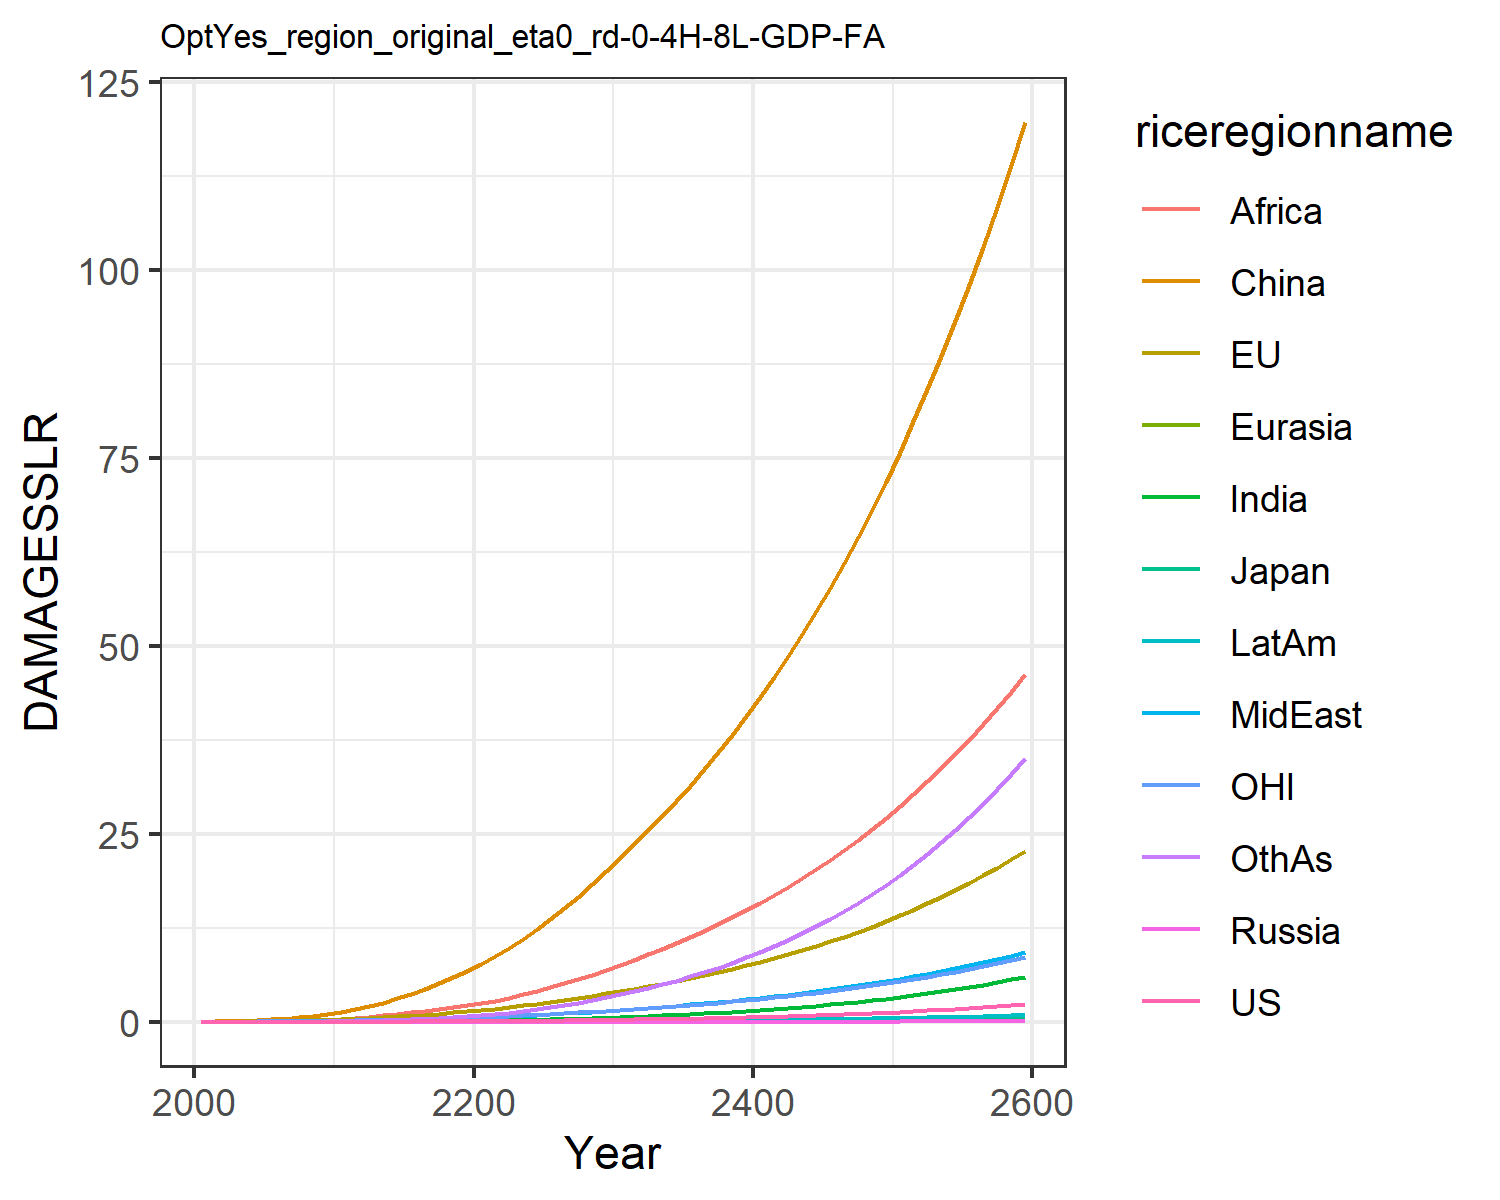 OptYes_region_original_eta0_rd-0-4H-8L-GDP-FA
125
100
75
50
25
0
DAMAGESSLR
2000 2200 2400 2600
Year
riceregionname
Africa
China
EU
Eurasia
India
Japan
LatAm
MidEast
OHI
OthAs
Russia
US